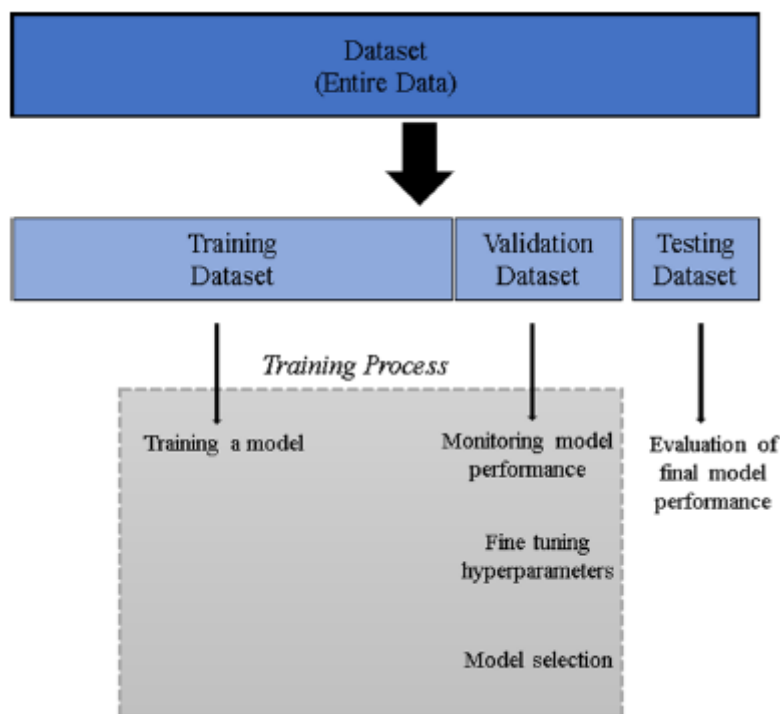 Dataset
(Entire Data)
Training
Dataset
Validation
Dataset
Testing
Dataset
Training Process
Training a model
Monitoring model
performance
Fine tuning
hyperparameters
Model selection
Evaluation of
final model
performance